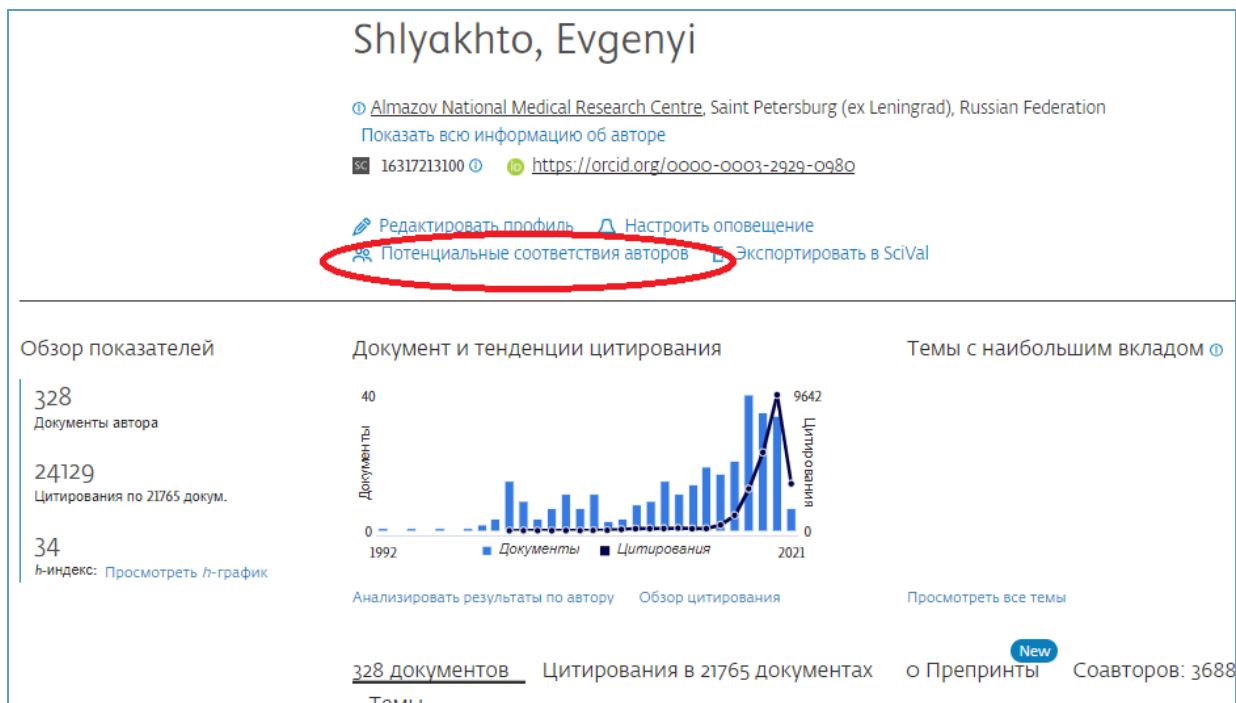 Shlyakhto, Evgenyi
Almazov National Medical Research Centre, Saint Petersburg (ex Leningrad), Russian Federation
Показать всю информацию об авторе
SC 16317213100 iD https://orcid.org/0000-0003-2929-0980
Редактировать профиль Настроить оповещение
Потенциальные соответствия авторов Экспортировать в SciVal
Обзор показателей
328
Документы автора
24129
Цитирования по 21765 докум.
34
h-индекс: Просмотреть h-график
Документ и тенденции цитирования
40
9642
Документы
Цитирования
0
0
1992
Документы
Цитирования
2021
Анализировать результаты по автору Обзор цитирования
Темы с наибольшим вкладом
Просмотреть все темы
New
328 документов Цитирования в 21765 документах 0 Препринты Соавторов: 3688
Темы